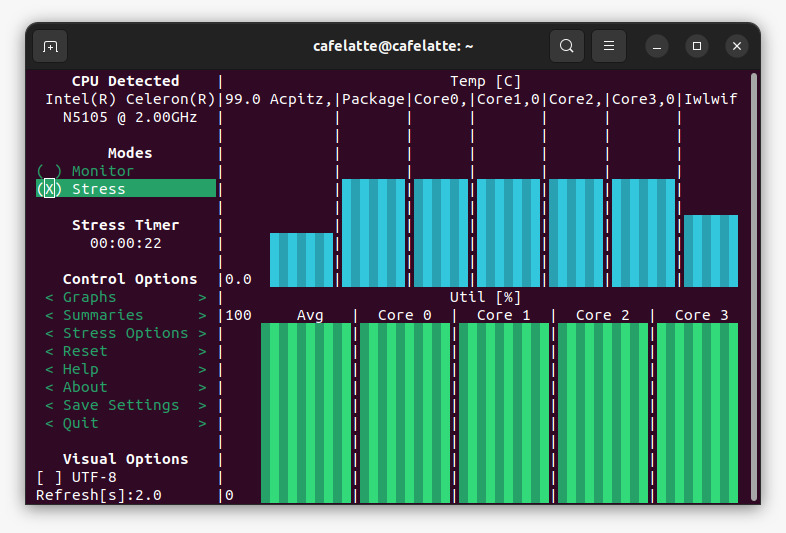 cafelatte@cafelatte: ~
CPU Detected | Temp [C]
Intel(R) Celeron(R)|99.0 Acpitz,|Package|Core0,|Core1,0|Core2,|Core3,0|Iwlwif
N5105 @ 2.00GHz
Modes
( ) Monitor
(X) Stress
Stress Timer
00:00:22
Control Options |0.0
< Graphs > | Util [%]
< Summaries > |100 Avg | Core 0 | Core 1 | Core 2 | Core 3
< Stress Options >
< Reset >
< Help >
< About >
< Save Settings >
< Quit >
Visual Options
[ ] UTF-8
Refresh[s]:2.0 |0